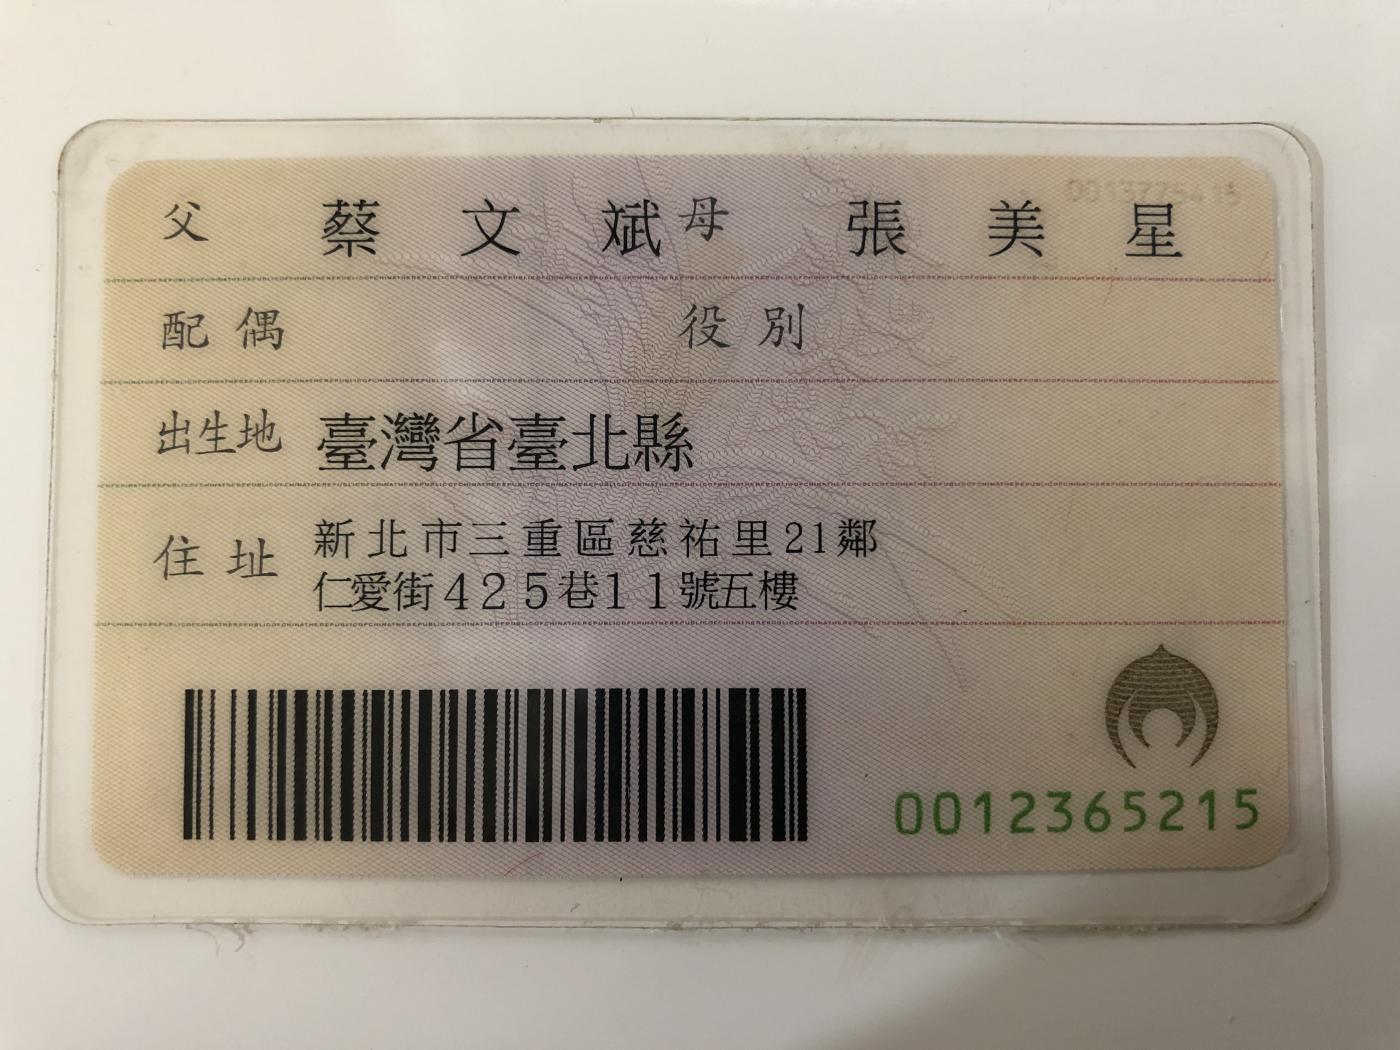 父 蔡文斌 母 張美星
配偶 役別
出生地 臺灣省臺北縣
住址 新北市三重區慈祐里21鄰
仁愛街425巷11號五樓
0012365215